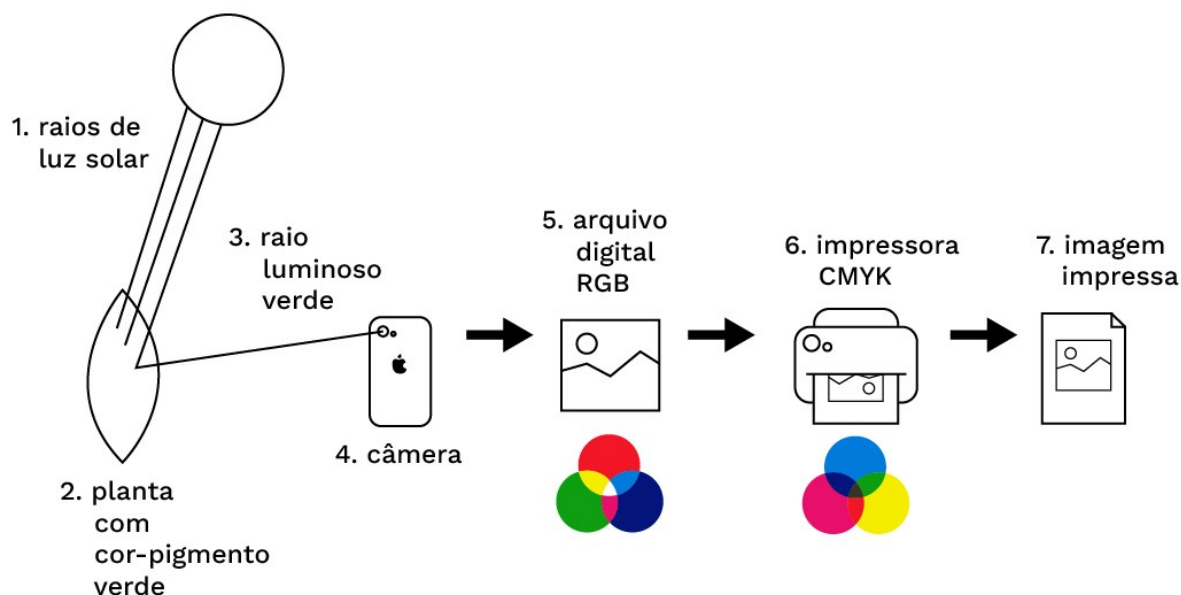 1. raios de
luz solar
2. planta
com
cor-pigmento
verde
3. raio
luminoso
verde
4. câmera
5. arquivo
digital
RGB
6. impressora
CMYK
7. imagem
impressa